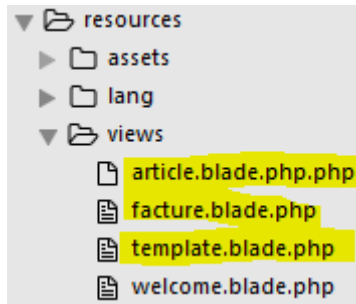 resources
assets
lang
views
article.blade.php.php
facture.blade.php
template.blade.php
welcome.blade.php